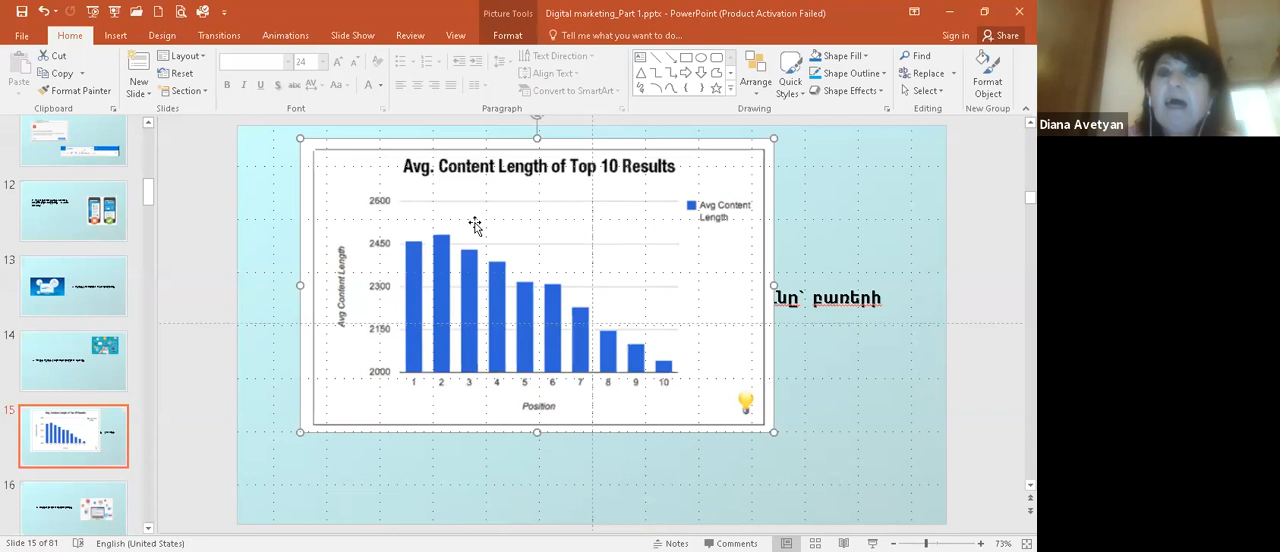 Picture Tools
Digital marketing_Part 1.pptx - PowerPoint (Product Activation Failed)
File Home Insert Design Transitions Animations Slide Show Review View Format Tell me what you want to do... Sign in Share
Paste Cut Copy Format Painter Clipboard
New Slide Layout Reset Section Slides
24
Font
Text Direction Align Text Convert to SmartArt Paragraph
Arrange Quick Styles Shape Fill Shape Outline Shape Effects Drawing
Find Replace Select Editing
Format Object New Group
Diana Avetyan
12
13
14
15
16
Avg. Content Length of Top 10 Results
Avg Content Length
Avg Content Length
2600
2450
2300
2150
2000
1 2 3 4 5 6 7 8 9 10
Position
նը՝ բառերի
Slide 15 of 81 English (United States) Notes Comments 73%